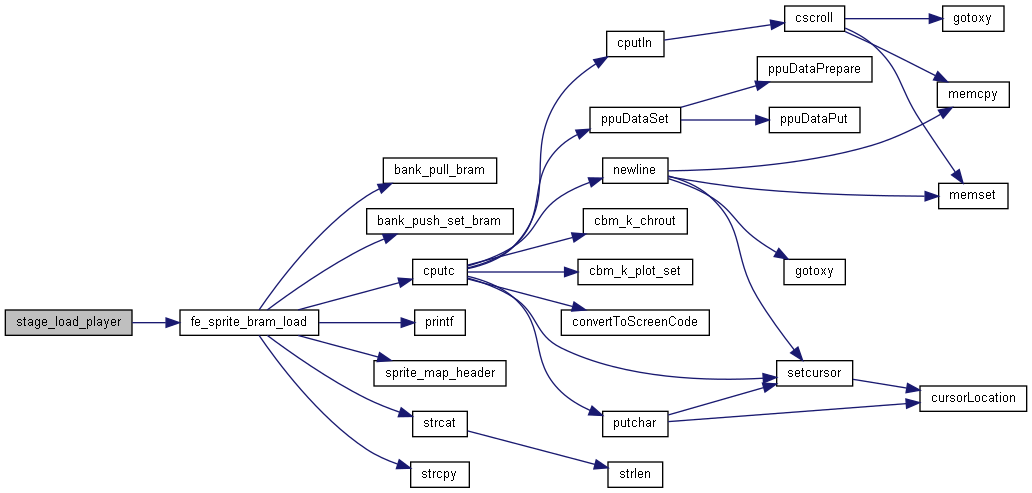 cscroll
gotoxy
cputln
ppuDataPrepare
memcpy
ppuDataSet
ppuDataPut
bank_pull_bram
newline
memset
bank_push_set_bram
cbm_k_chrout
cputc
cbm_k_plot_set
gotoxy
stage_load_player
fe_sprite_bram_load
printf
convertToScreenCode
sprite_map_header
setcursor
cursorLocation
strcat
putchar
strcpy
strlen